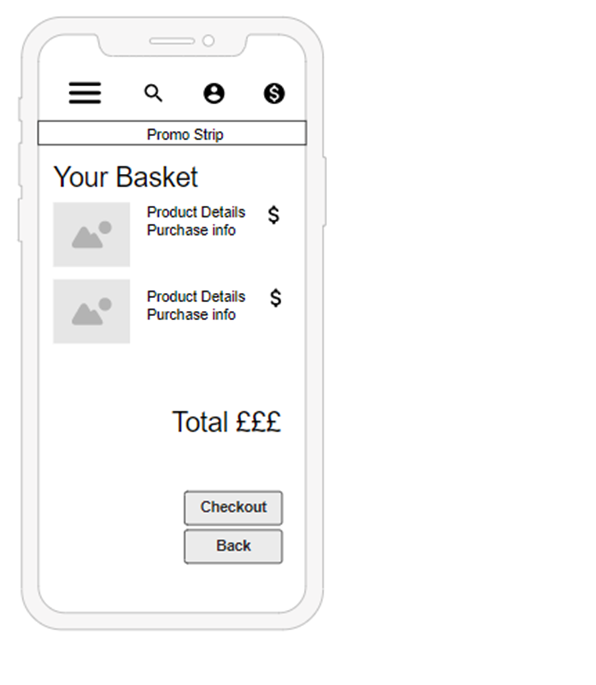 Promo Strip
Your Basket
Product Details $
Purchase info
Product Details $
Purchase info
Total £££
Checkout
Back